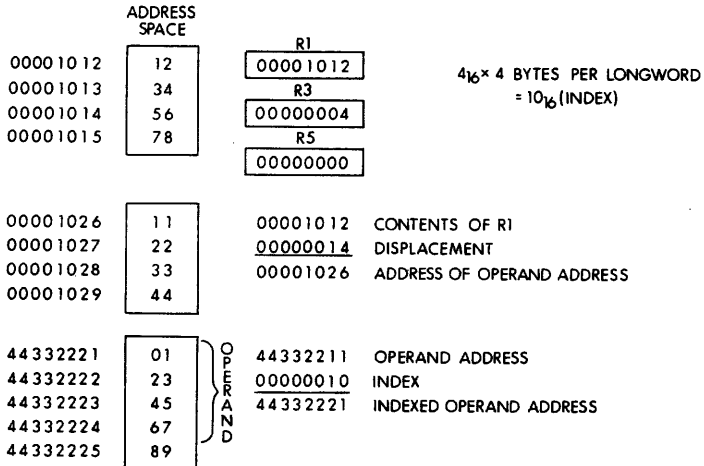 ADDRESS
SPACE
R1
00001012 12 00001012 4₁₆× 4 BYTES PER LONGWORD
00001013 34 R3 = 10₁₆(INDEX)
00001014 56 00000004
00001015 78 R5
00000000
00001026 11 00001012 CONTENTS OF R1
00001027 22 00000014 DISPLACEMENT
00001028 33 00001026 ADDRESS OF OPERAND ADDRESS
00001029 44
44332221 01 44332211 OPERAND ADDRESS
44332222 23 00000010 INDEX
44332223 45 44332221 INDEXED OPERAND ADDRESS
44332224 67
44332225 89
OPERAND